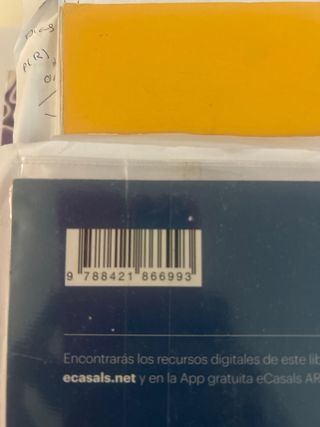 P(R)
9 788421 866993
Encontrarás los recursos digitales de este lib
ecasals.net y en la App gratuita eCasals AR